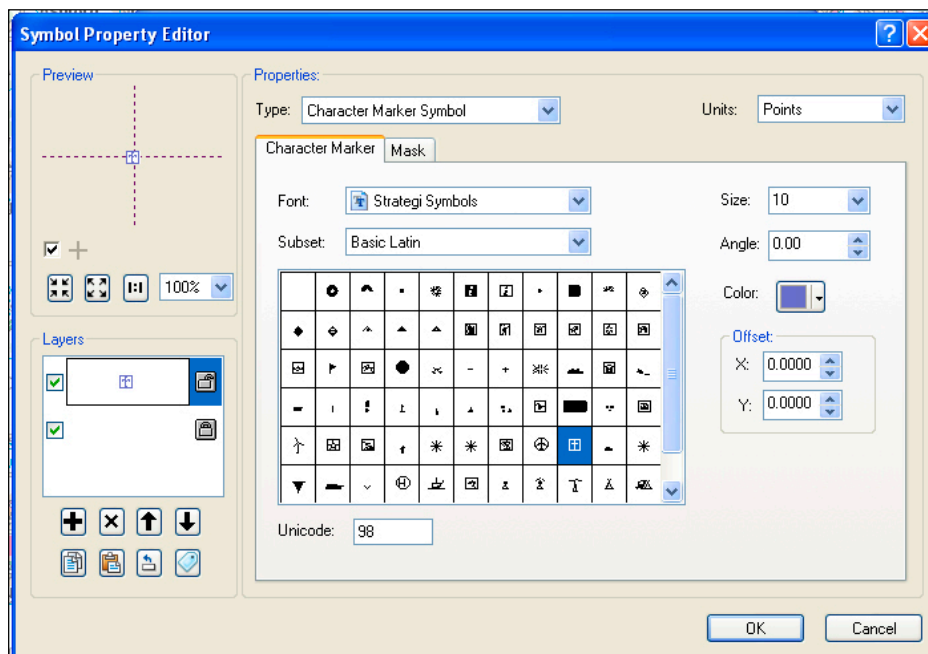 Symbol Property Editor
Preview
100%
Layers
Properties:
Type: Character Marker Symbol
Units: Points
Character Marker
Mask
Font: Strategi Symbols
Size: 10
Subset: Basic Latin
Angle: 0.00
Color:
Offset:
X: 0.0000
Y: 0.0000
Unicode: 98
OK
Cancel